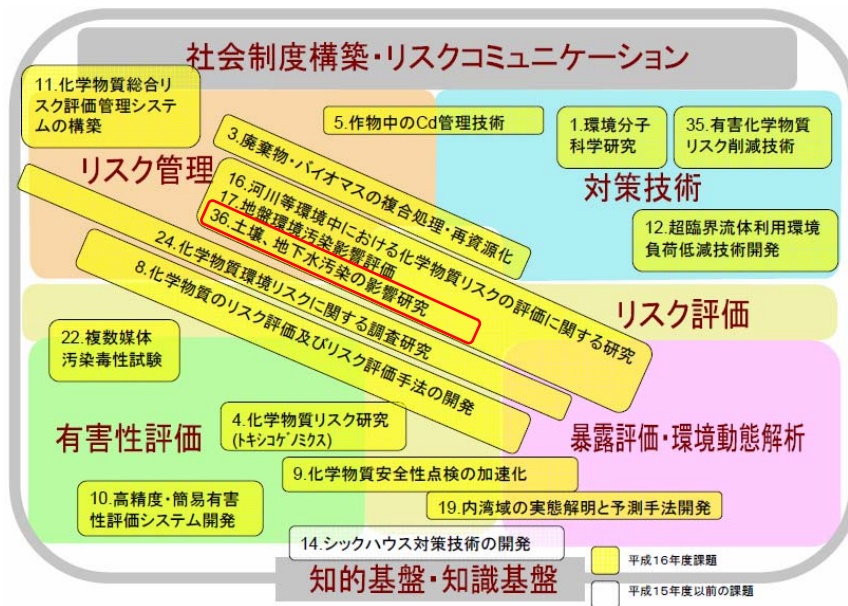 社会制度構築・リスクコミュニケーション
11.化学物質総合リ
スク評価管理システ
ムの構築
5.作物中のCd管理技術
1.環境分子
科学研究
35.有害化学物質
リスク削減技術
リスク管理
対策技術
3.廃棄物・バイオマスの複合処理・再資源化
16.河川等環境中における化学物質リスクの評価に関する研究
17.地盤環境汚染影響評価
36.土壌、地下水汚染の影響研究
24.化学物質環境リスクに関する調査研究
8.化学物質のリスク評価及びリスク評価手法の開発
12.超臨界流体利用環境
負荷低減技術開発
リスク評価
22.複数媒体
汚染毒性試験
有害性評価
4.化学物質リスク研究
(ﾄｷｼｺｹﾞﾉﾐｸｽ)
暴露評価・環境動態解析
9.化学物質安全性点検の加速化
10.高精度・簡易有害
性評価システム開発
19.内湾域の実態解明と予測手法開発
14.シックハウス対策技術の開発
知的基盤・知識基盤
平成16年度課題
平成15年度以前の課題